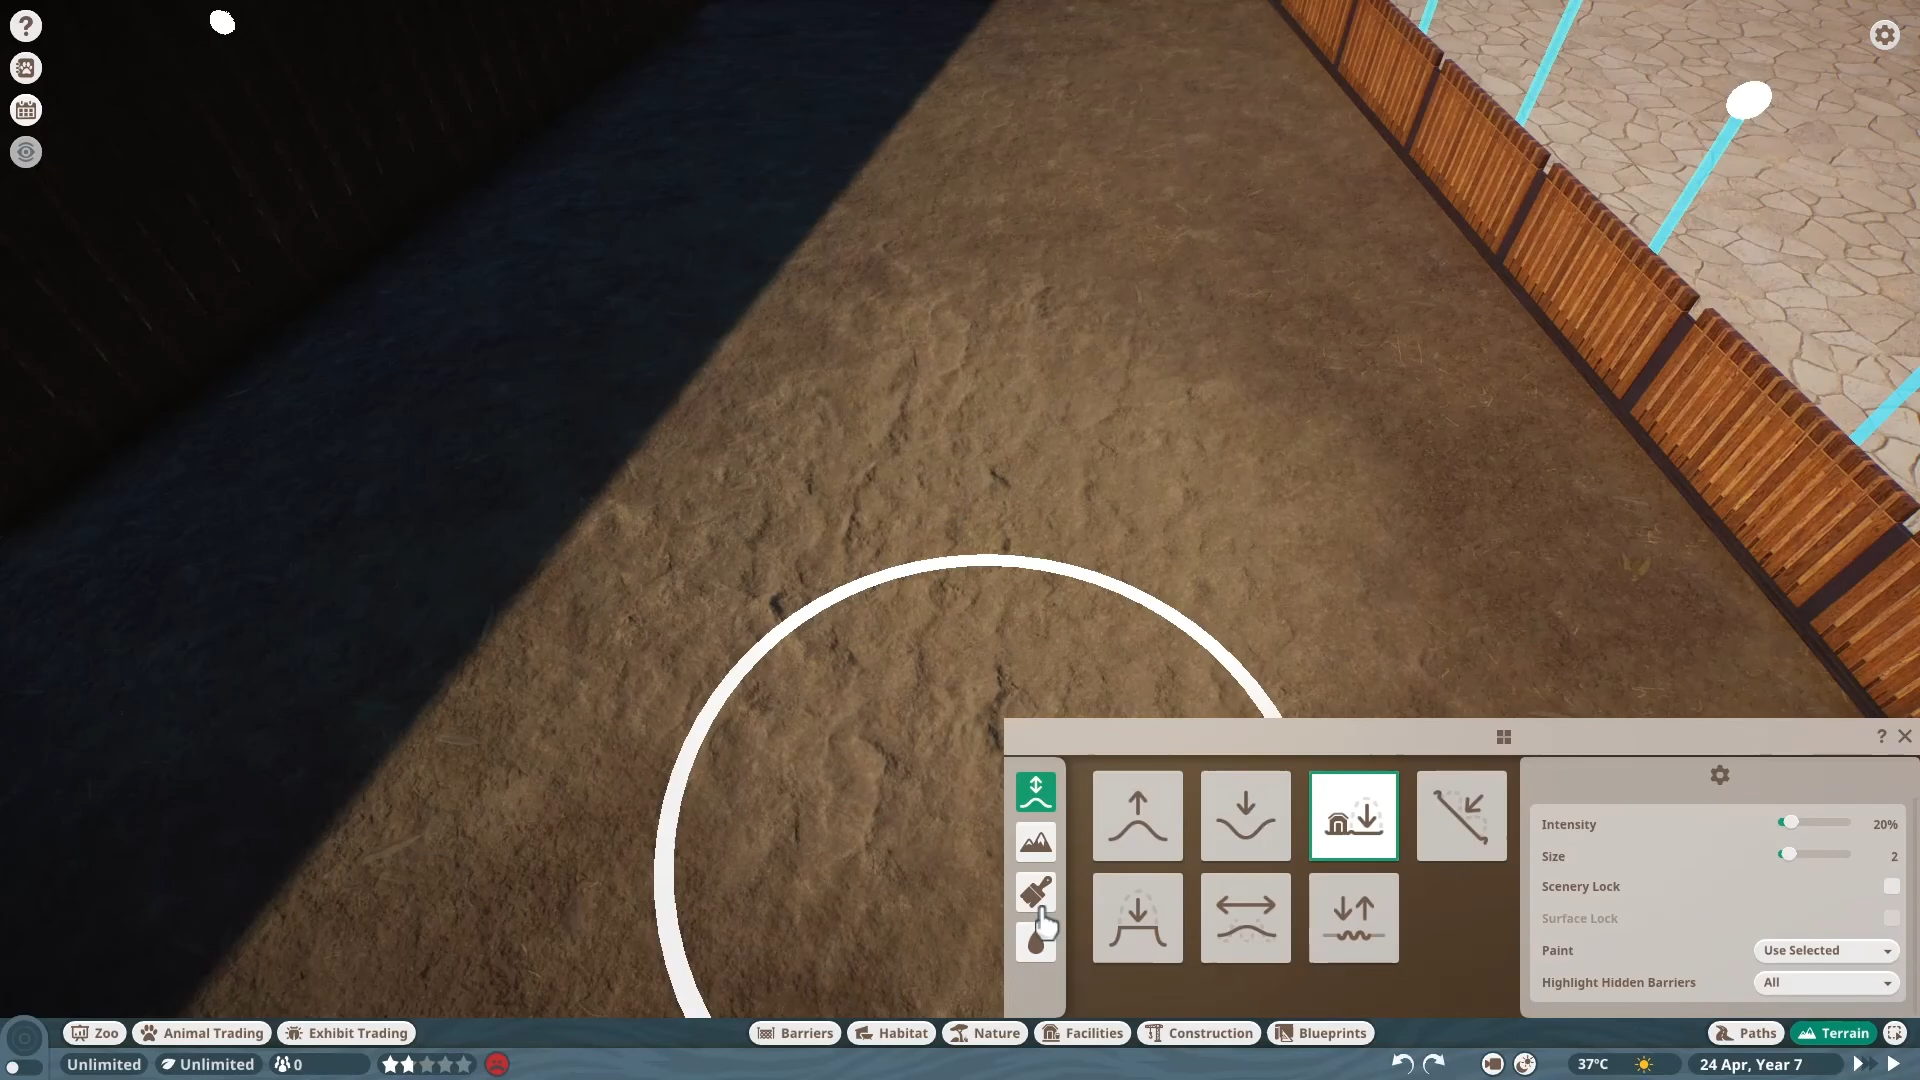 Intensity 20%
Size 2
Scenery Lock
Surface Lock
Paint Use Selected
Highlight Hidden Barriers All
Zoo Animal Trading Exhibit Trading Barriers Habitat Nature Facilities Construction Blueprints Paths Terrain
Unlimited Unlimited 0 37°C 24 Apr, Year 7